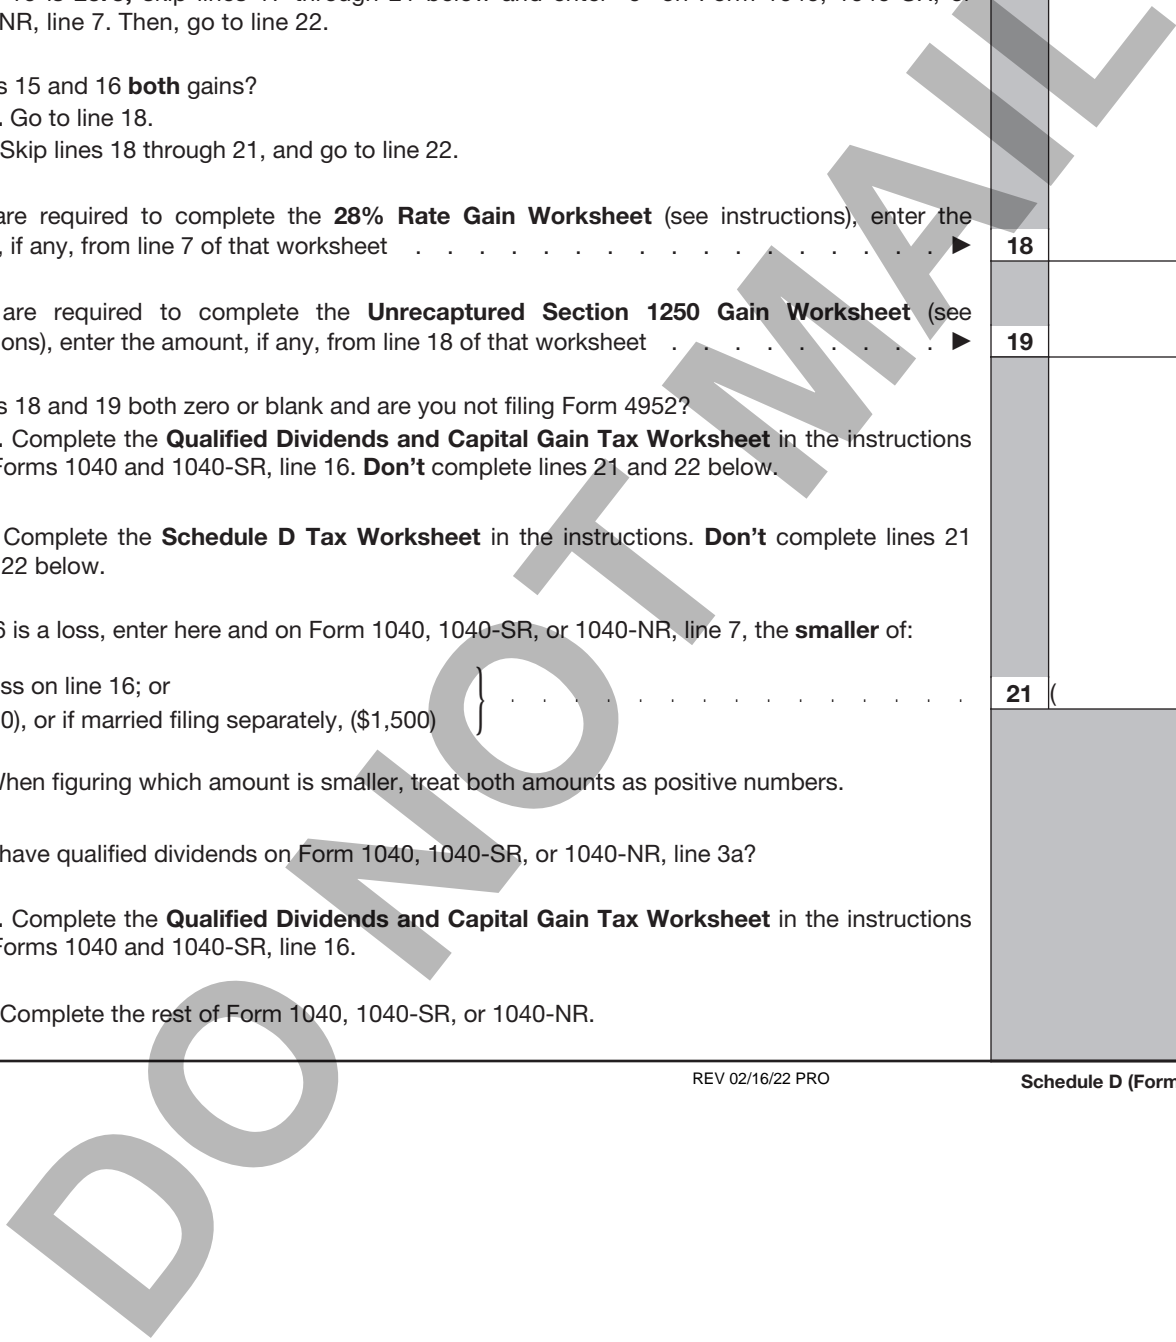 NR, line 7. Then, go to line 22.
s 15 and 16 both gains?
. Go to line 18.
Skip lines 18 through 21, and go to line 22.
are required to complete the 28% Rate Gain Worksheet (see instructions), enter the
, if any, from line 7 of that worksheet . . . . . . . . . . . . . . . . . ▶ 18
are required to complete the Unrecaptured Section 1250 Gain Worksheet (see
ons), enter the amount, if any, from line 18 of that worksheet . . . . . . . . . ▶ 19
s 18 and 19 both zero or blank and are you not filing Form 4952?
. Complete the Qualified Dividends and Capital Gain Tax Worksheet in the instructions
Forms 1040 and 1040-SR, line 16. Don't complete lines 21 and 22 below.
Complete the Schedule D Tax Worksheet in the instructions. Don't complete lines 21
22 below.
6 is a loss, enter here and on Form 1040, 1040-SR, or 1040-NR, line 7, the smaller of:
ss on line 16; or
0), or if married filing separately, ($1,500) } . . . . . . . . . . . . . . . 21 (
When figuring which amount is smaller, treat both amounts as positive numbers.
have qualified dividends on Form 1040, 1040-SR, or 1040-NR, line 3a?
. Complete the Qualified Dividends and Capital Gain Tax Worksheet in the instructions
Forms 1040 and 1040-SR, line 16.
Complete the rest of Form 1040, 1040-SR, or 1040-NR.
REV 02/16/22 PRO Schedule D (Form
DO NOT MAIL